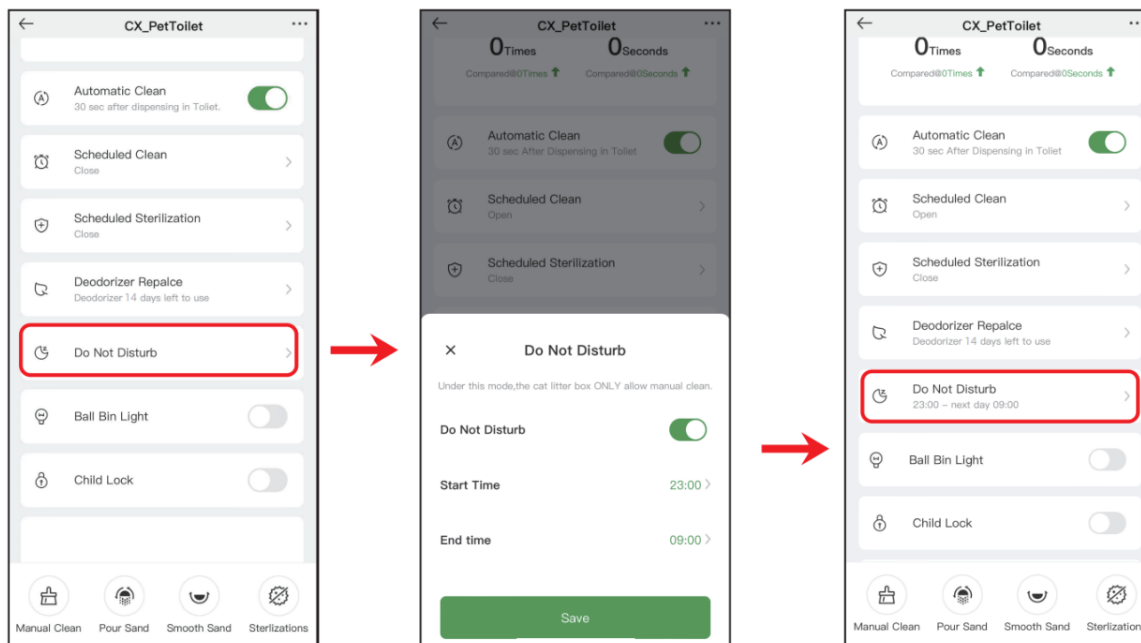 CX_PetToilet
Automatic Clean
30 sec after dispensing in Toliet.
Scheduled Clean
Close
Scheduled Sterilization
Close
Deodorizer Repalce
Deodorizer 14 days left to use
Do Not Disturb
Ball Bin Light
Child Lock
Manual Clean
Pour Sand
Smooth Sand
Sterlizations
CX_PetToilet
0Times
0Seconds
Compared@0Times
Compared@0Seconds
Automatic Clean
30 sec After Dispensing in Toliet
Scheduled Clean
Open
Scheduled Sterilization
Close
Do Not Disturb
Under this mode,the cat litter box ONLY allow manual clean.
Do Not Disturb
Start Time
23:00
End time
09:00
Save
CX_PetToilet
0Times
0Seconds
Compared@0Times
Compared@0Seconds
Automatic Clean
30 sec After Dispensing in Toliet
Scheduled Clean
Open
Scheduled Sterilization
Close
Deodorizer Repalce
Deodorizer 14 days left to use
Do Not Disturb
23:00 - next day 09:00
Ball Bin Light
Child Lock
Manual Clean
Pour Sand
Smooth Sand
Sterlization